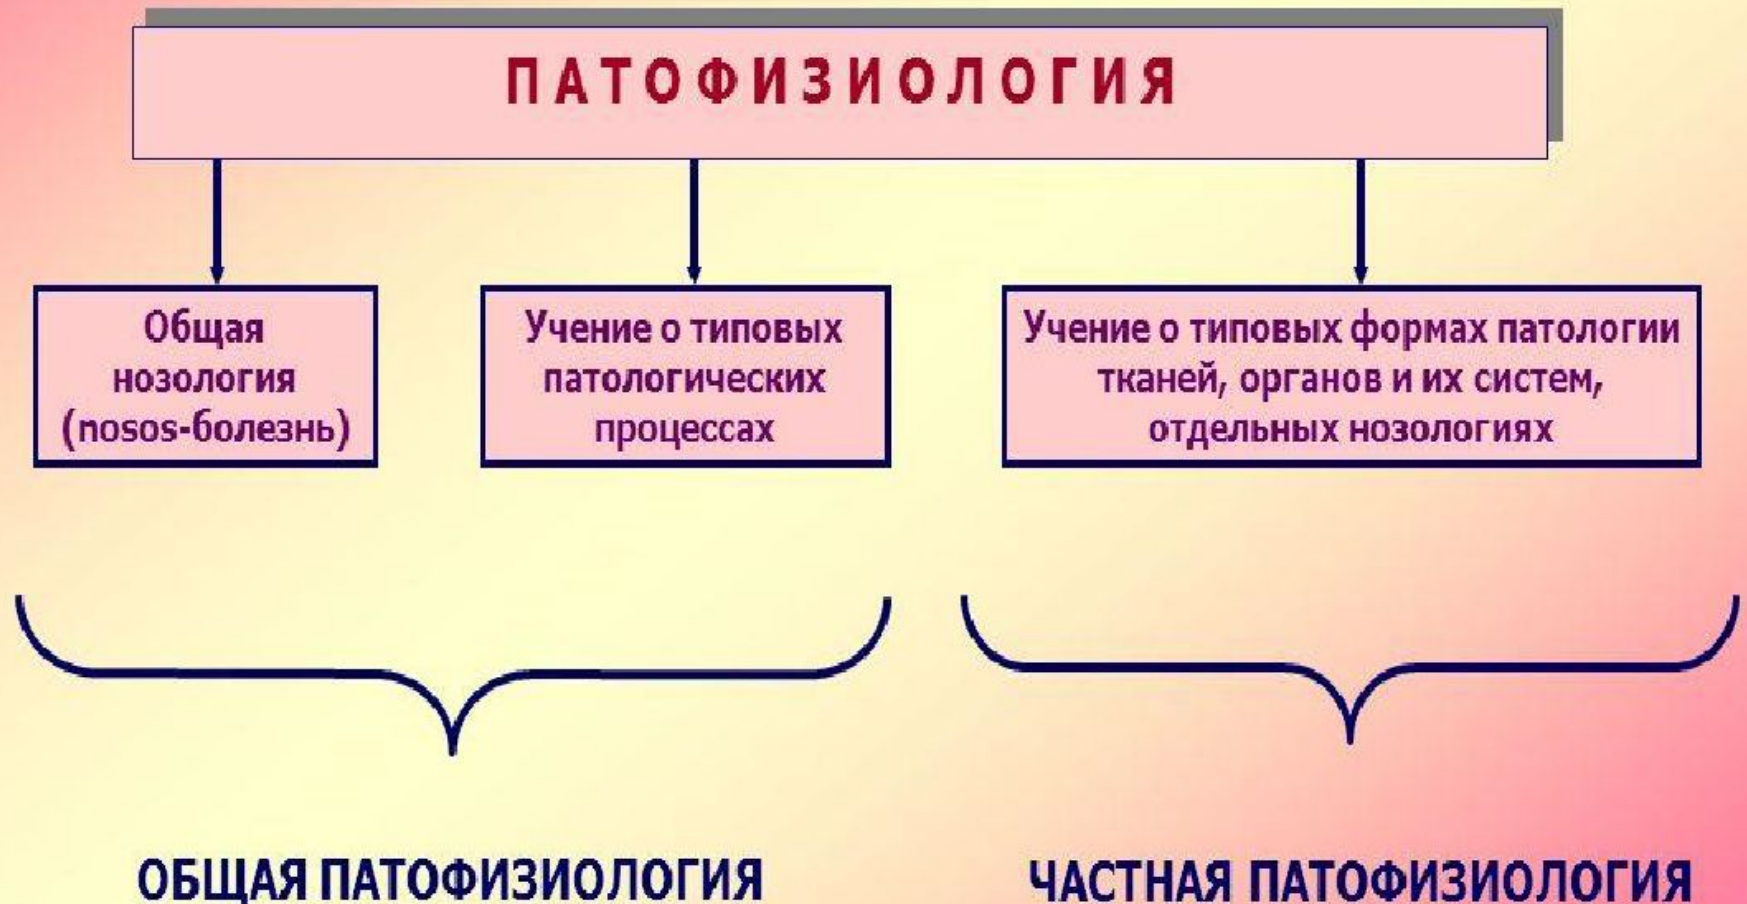 ПАТОФИЗИОЛОГИЯ
Общая
нозология
(nosos-болезнь)
Учение о типовых
патологических
процессах
Учение о типовых формах патологии
тканей, органов и их систем,
отдельных нозологиях
ОБЩАЯ ПАТОФИЗИОЛОГИЯ
ЧАСТНАЯ ПАТОФИЗИОЛОГИЯ